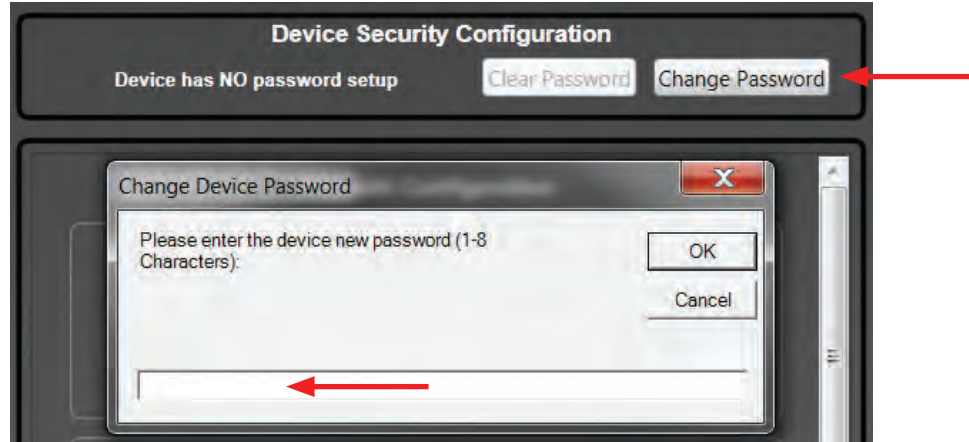 Device Security Configuration
Device has NO password setup Clear Password Change Password
Change Device Password
Please enter the device new password (1-8
Characters):
OK
Cancel